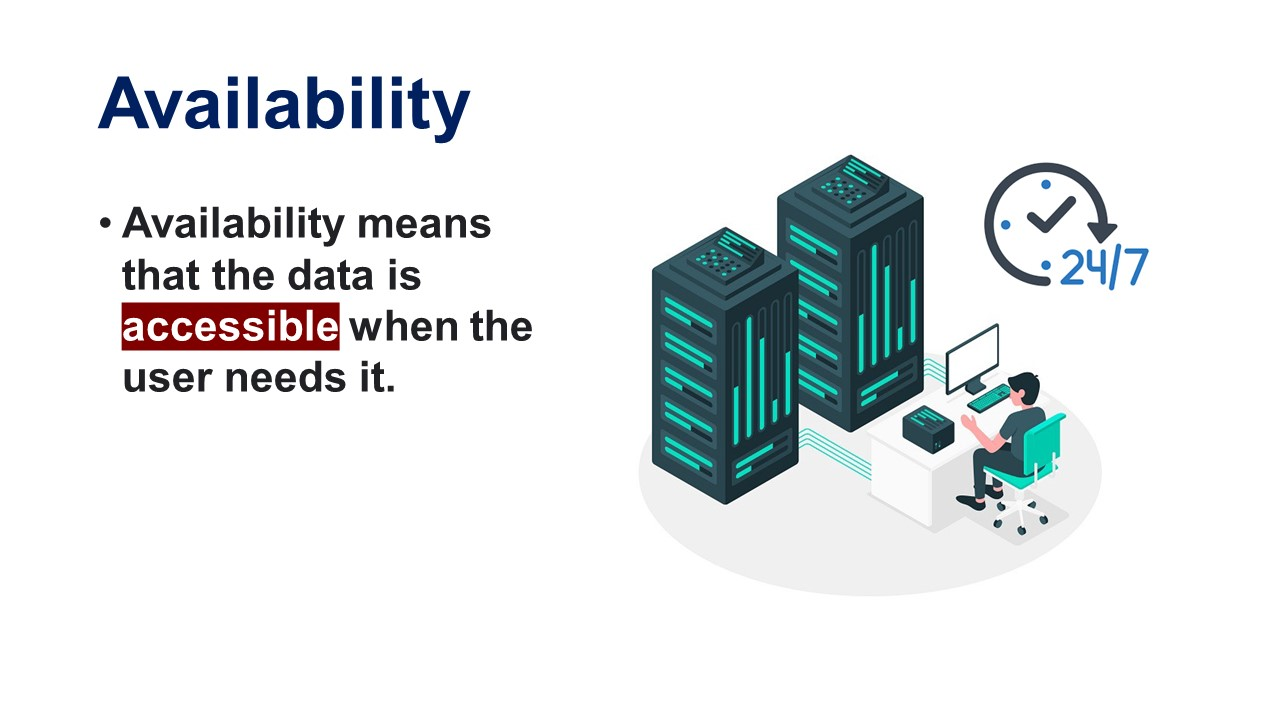 Availability
• Availability means
that the data is
accessible when the
user needs it.
24/7